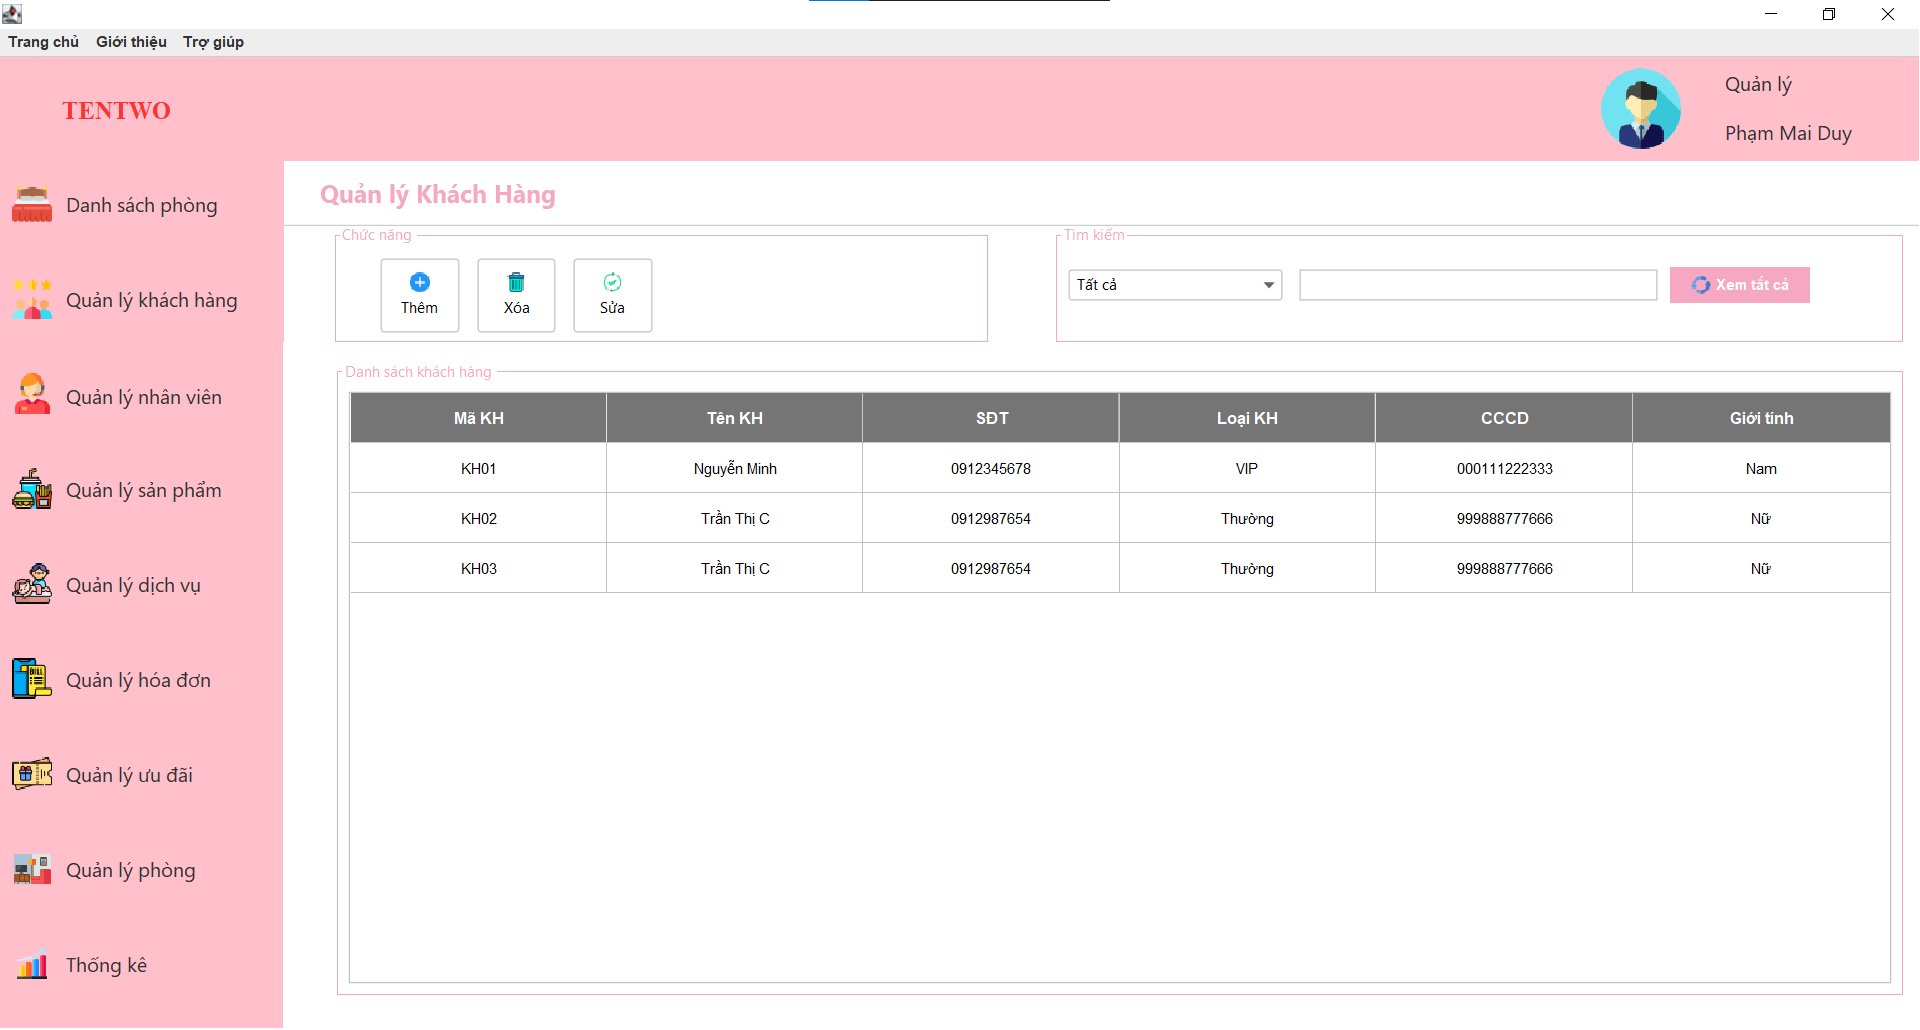 Trang chủ Giới thiệu Trợ giúp
TENTWO
Quản lý
Phạm Mai Duy
Danh sách phòng
Quản lý khách hàng
Quản lý nhân viên
Quản lý sản phẩm
Quản lý dịch vụ
Quản lý hóa đơn
Quản lý ưu đãi
Quản lý phòng
Thống kê
Quản lý Khách Hàng
Chức năng
Thêm Xóa Sửa
Tìm kiếm
Tất cả Xem tất cả
Danh sách khách hàng
Mã KH Tên KH SĐT Loại KH CCCD Giới tính
KH01 Nguyễn Minh 0912345678 VIP 000111222333 Nam
KH02 Trần Thị C 0912987654 Thường 999888777666 Nữ
KH03 Trần Thị C 0912987654 Thường 999888777666 Nữ